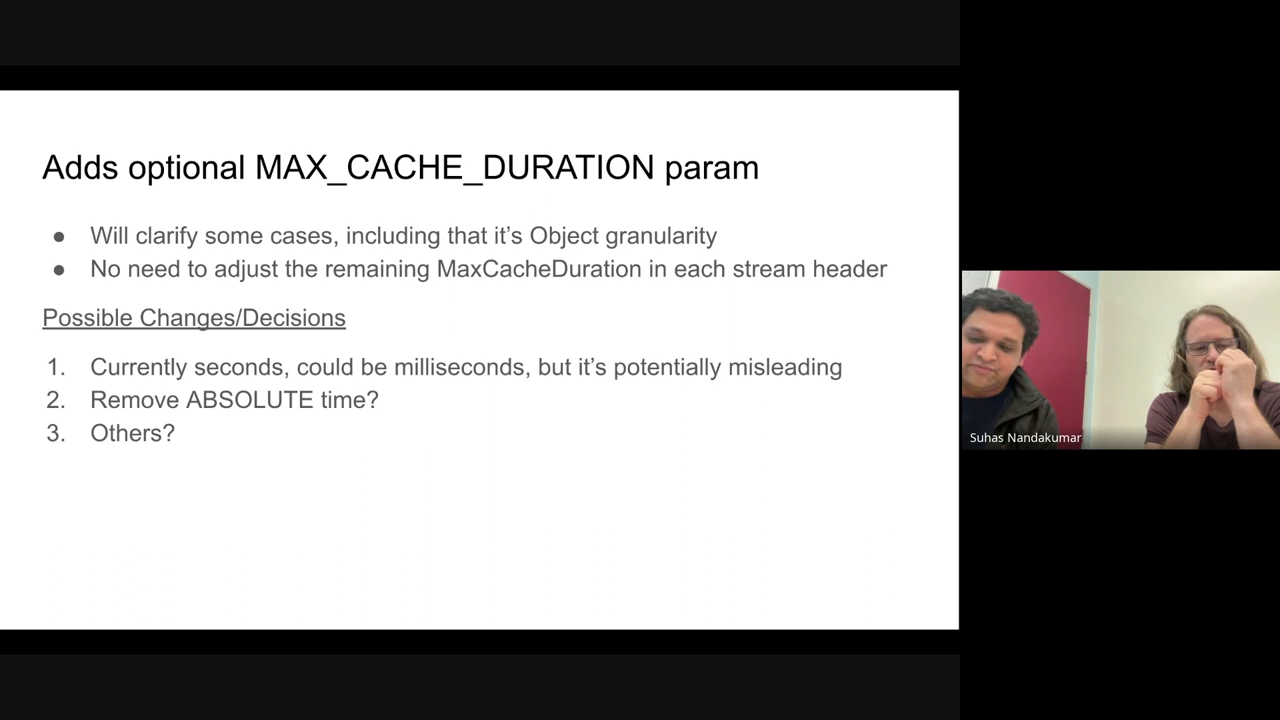 Adds optional MAX_CACHE_DURATION param
● Will clarify some cases, including that it’s Object granularity
● No need to adjust the remaining MaxCacheDuration in each stream header
Possible Changes/Decisions
1. Currently seconds, could be milliseconds, but it’s potentially misleading
2. Remove ABSOLUTE time?
3. Others?
Suhas Nandakumar